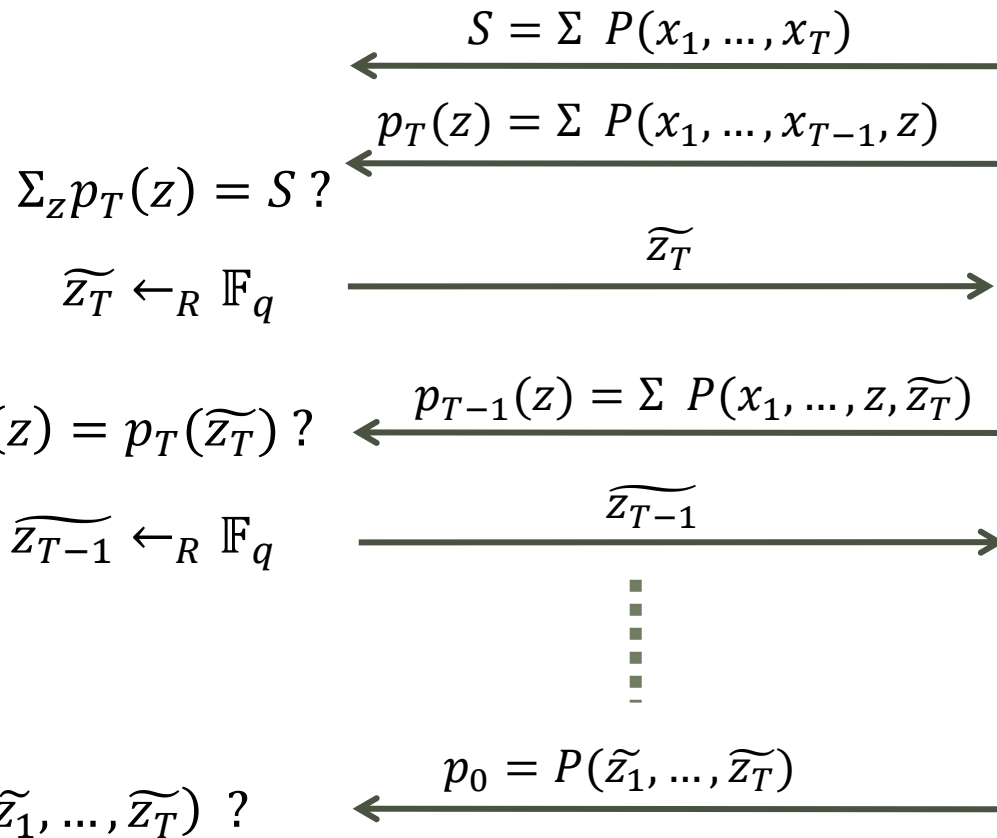 S = Σ P(x₁, …, x_T)
p_T(z) = Σ P(x₁, …, x_{T−1}, z)
Σ_z p_T(z) = S ?
z̃_T
z̃_T ←_R 𝔽_q
p_{T−1}(z) = Σ P(x₁, …, z, z̃_T)
(z) = p_T(z̃_T) ?
z̃_{T−1}
z̃_{T−1} ←_R 𝔽_q
p₀ = P(z̃₁, …, z̃_T)
z̃₁, …, z̃_T) ?